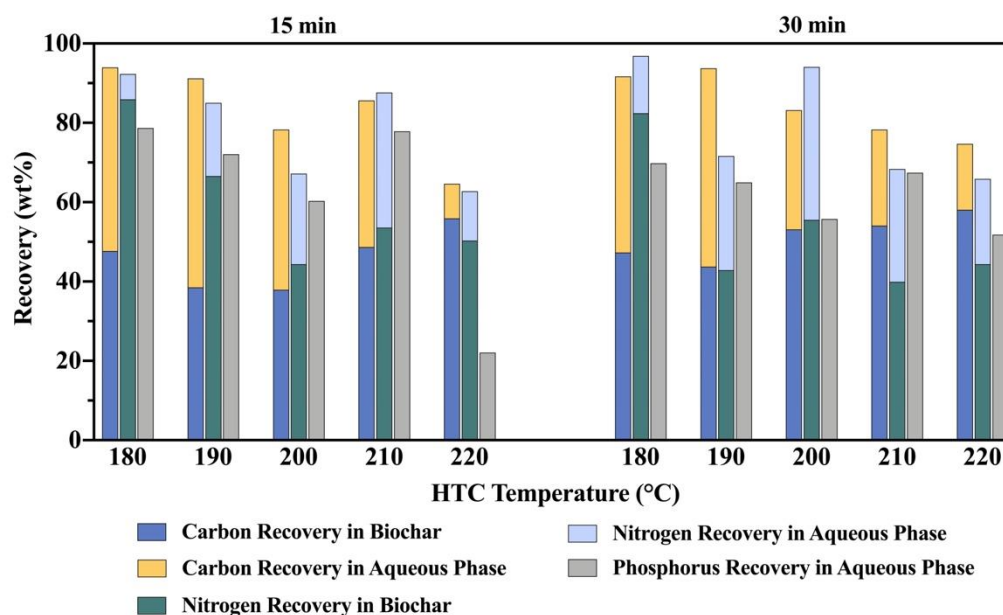 15 min 30 min
100
80
60
40
20
0
Recovery (wt%)
180 190 200 210 220 180 190 200 210 220
HTC Temperature (°C)
Carbon Recovery in Biochar
Carbon Recovery in Aqueous Phase
Nitrogen Recovery in Biochar
Nitrogen Recovery in Aqueous Phase
Phosphorus Recovery in Aqueous Phase